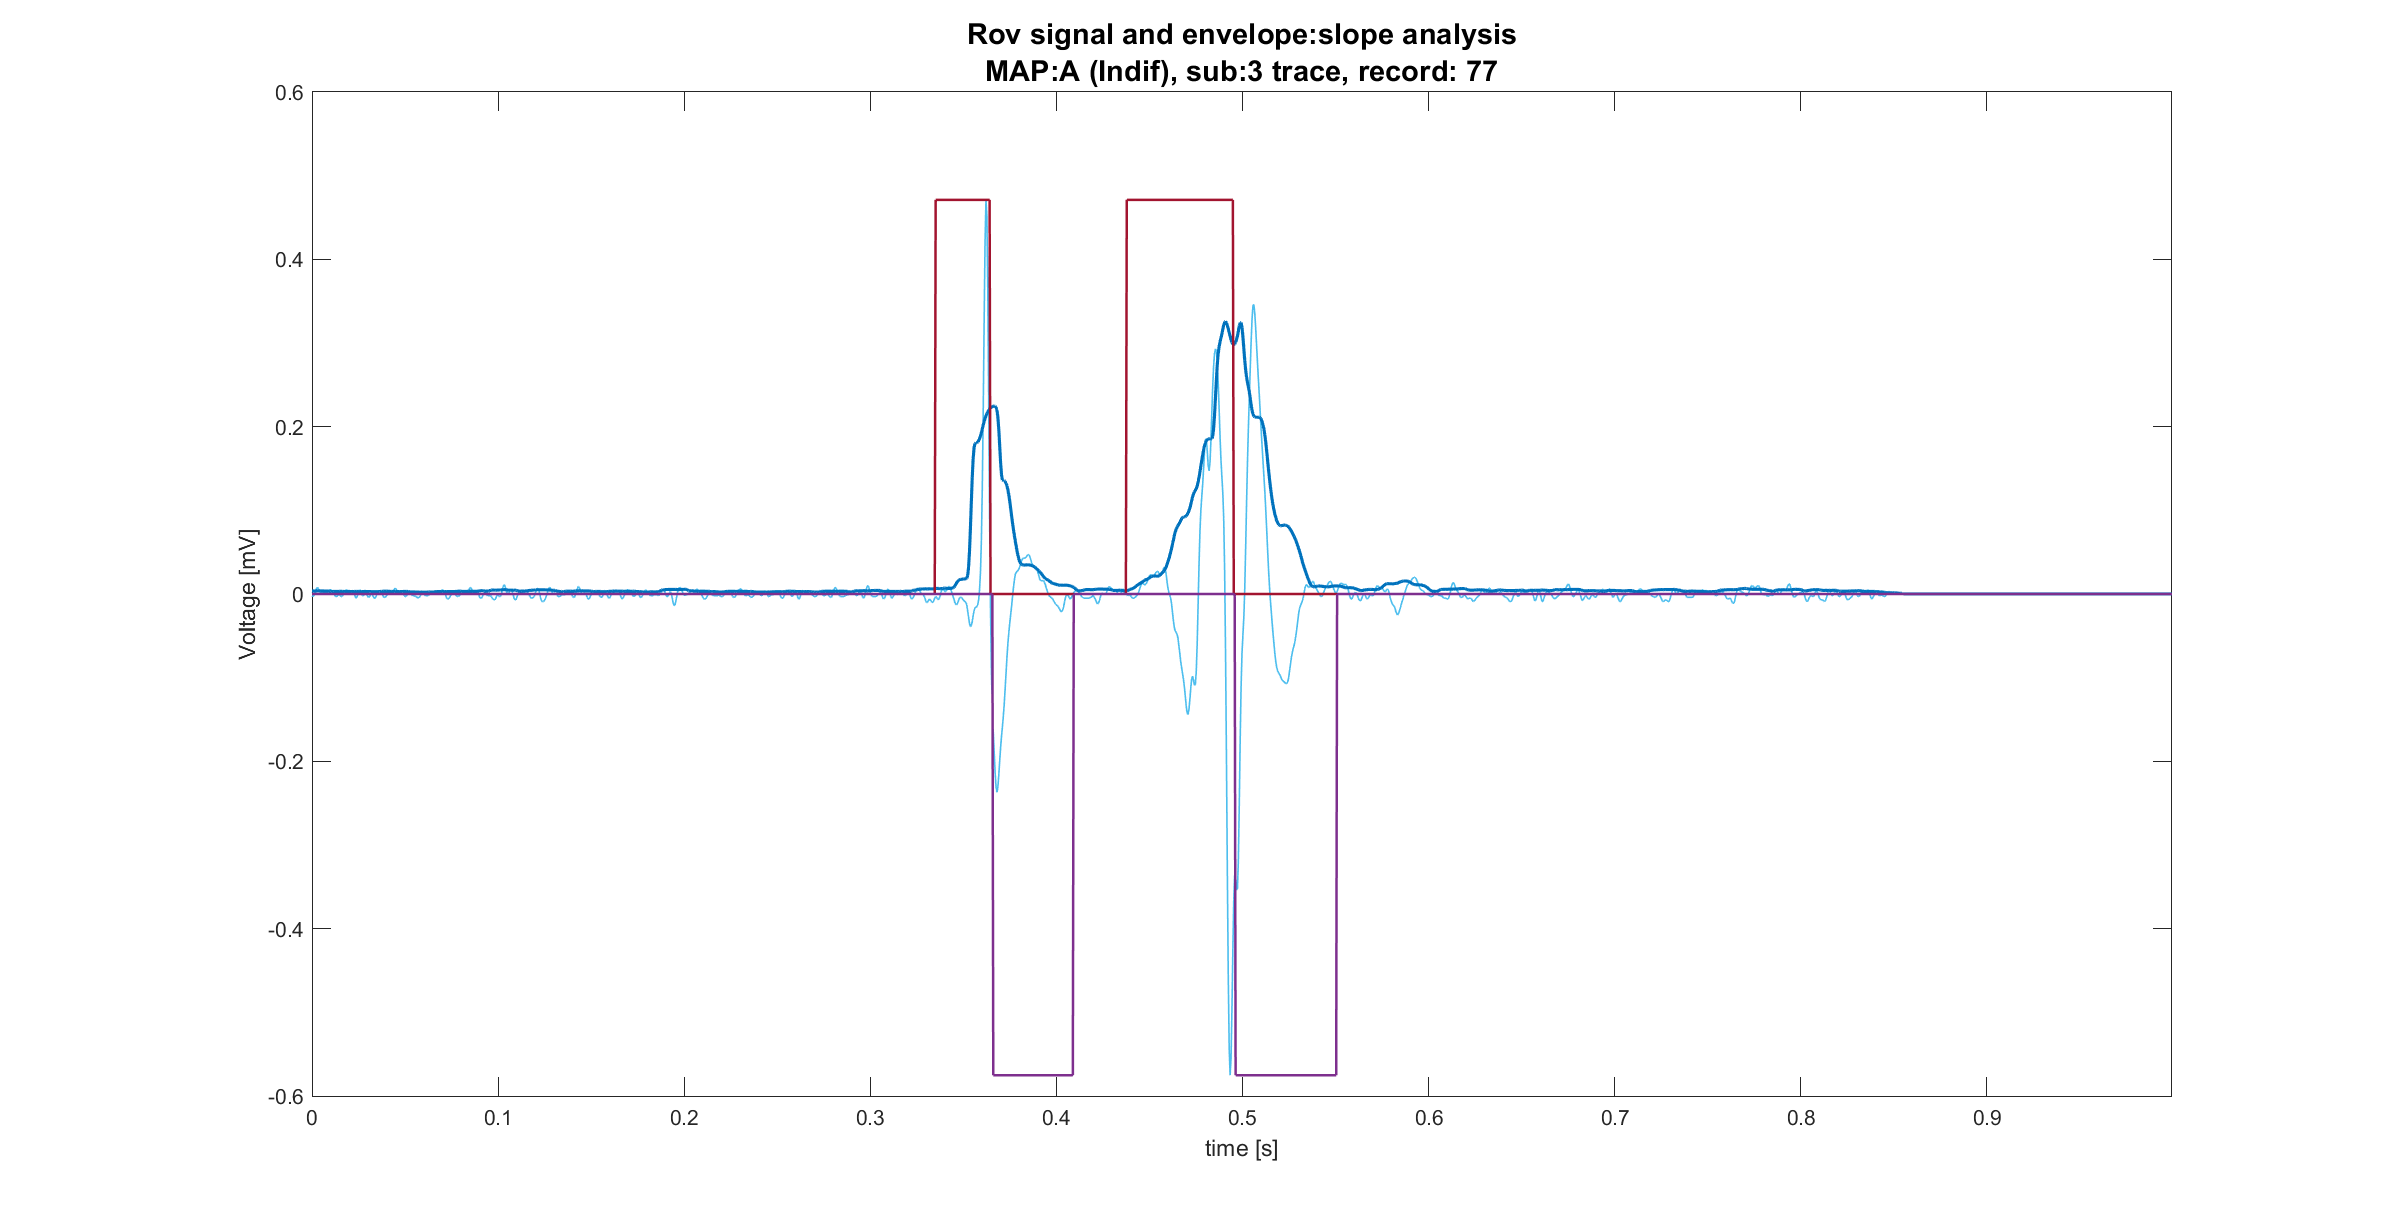 Rov signal and envelope:slope analysis
MAP:A (Indif), sub:3 trace, record: 77
0.6
0.4
0.2
0
-0.2
-0.4
-0.6
Voltage [mV]
0 0.1 0.2 0.3 0.4 0.5 0.6 0.7 0.8 0.9
time [s]